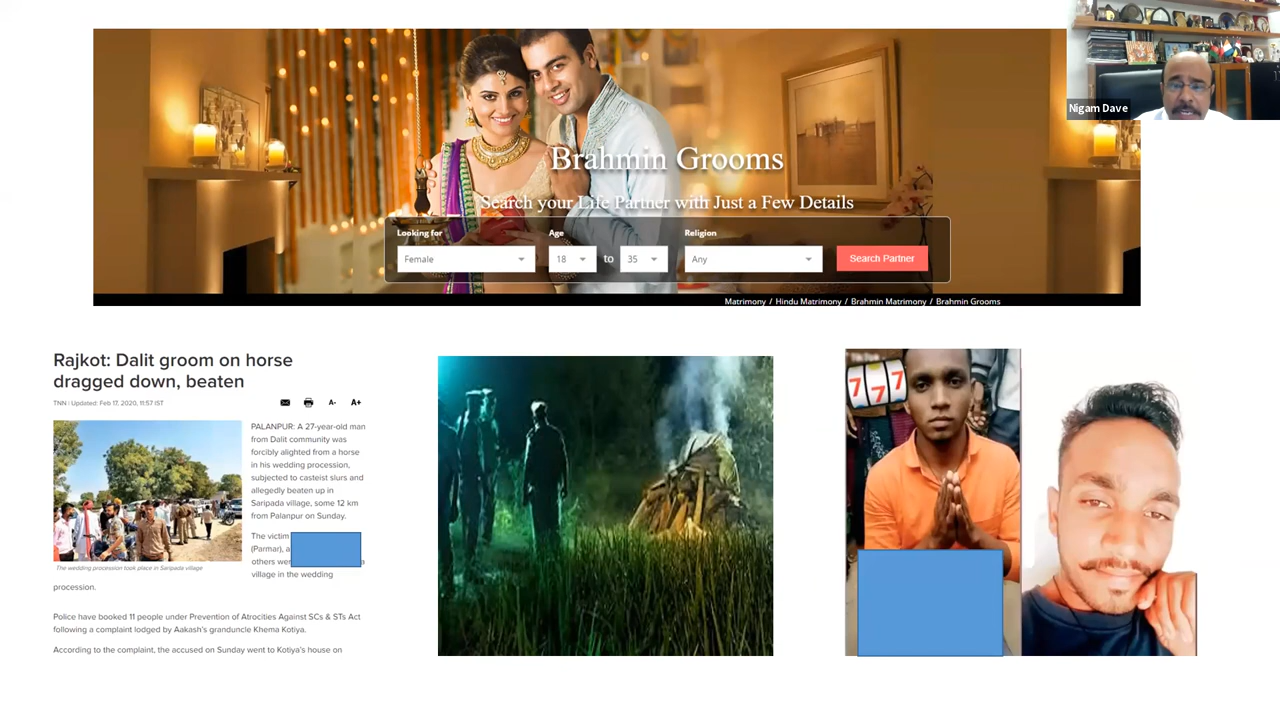 Nigam Dave
Brahmin Grooms
Search your Life Partner with Just a Few Details
Looking for
Age
Religion
Female
18
to
35
Any
Search Partner
Matrimony / Hindu Matrimony / Brahmin Matrimony / Brahmin Grooms
Rajkot: Dalit groom on horse
dragged down, beaten
TNN | Updated: Feb 17, 2020, 11:57 IST
A-
A+
PALANPUR: A 27-year-old man
from Dalit community was
forcibly alighted from a horse
in his wedding procession,
subjected to casteist slurs and
allegedly beaten up in
Saripada village, some 12 km
from Palanpur on Sunday.
The victim
(Parmar), a
others wer a
village in the wedding
The wedding procession took place in Saripada village
procession.
Police have booked 11 people under Prevention of Atrocities Against SCs & STs Act
following a complaint lodged by Aakash's granduncle Khema Kotiya.
According to the complaint, the accused on Sunday went to Kotiya's house on
777